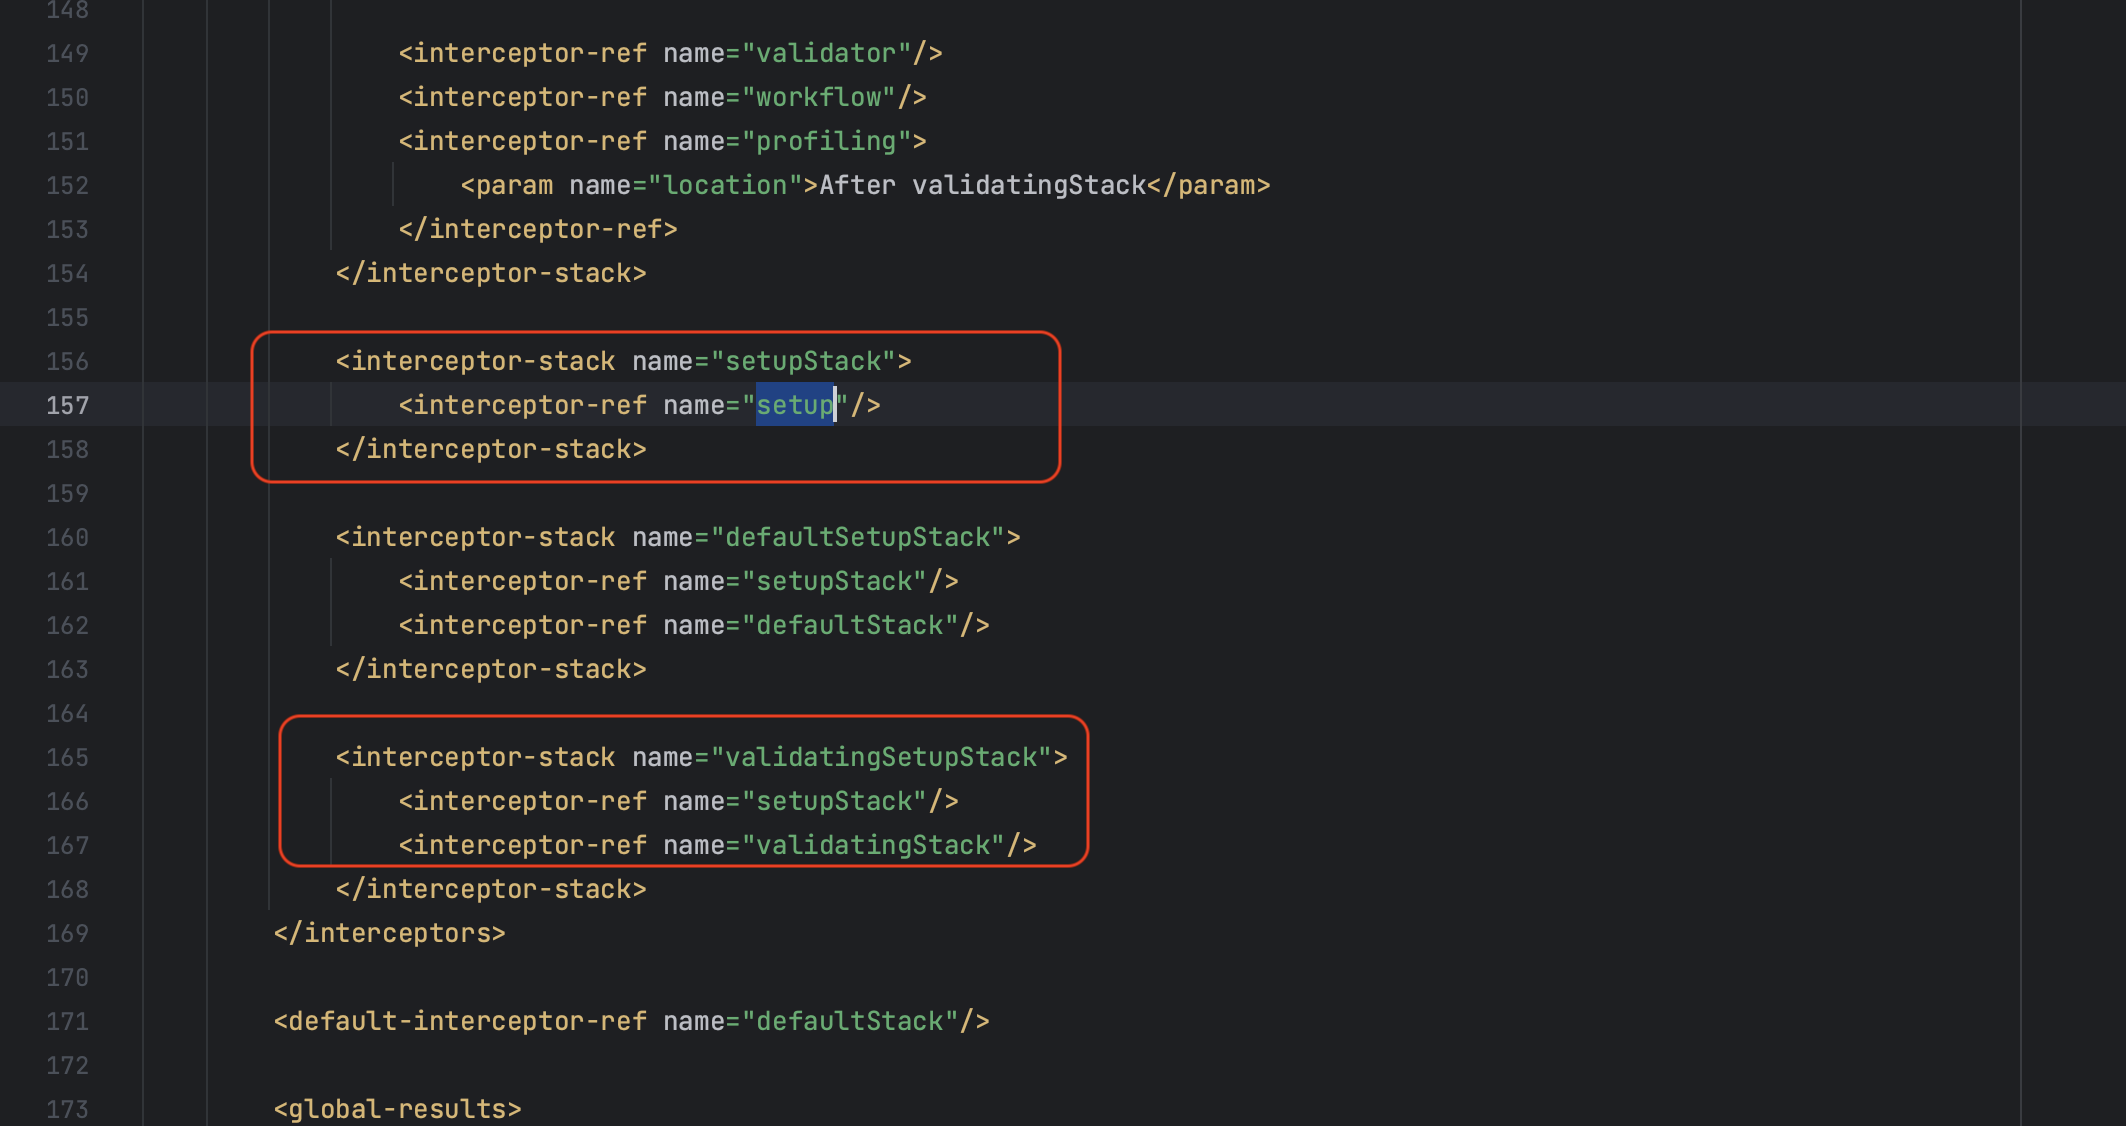 148
149 <interceptor-ref name="validator"/>
150 <interceptor-ref name="workflow"/>
151 <interceptor-ref name="profiling">
152 <param name="location">After validatingStack</param>
153 </interceptor-ref>
154 </interceptor-stack>
155
156 <interceptor-stack name="setupStack">
157 <interceptor-ref name="setup"/>
158 </interceptor-stack>
159
160 <interceptor-stack name="defaultSetupStack">
161 <interceptor-ref name="setupStack"/>
162 <interceptor-ref name="defaultStack"/>
163 </interceptor-stack>
164
165 <interceptor-stack name="validatingSetupStack">
166 <interceptor-ref name="setupStack"/>
167 <interceptor-ref name="validatingStack"/>
168 </interceptor-stack>
169 </interceptors>
170
171 <default-interceptor-ref name="defaultStack"/>
172
173 <global-results>